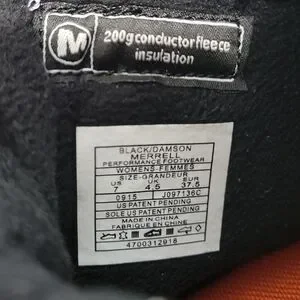 M
200g conductor fleece
insulation
BLACK/DAMSON
MERRELL
PERFORMANCE FOOTWEAR
WOMENS-FEMMES
SIZE-GRANDEUR
US UK EUR
7 4.5 37.5
0915 J097136C
US PATENT PENDING
SOLE US PATENT PENDING
MADE IN CHINA
FABRIQUE EN CHINE
4700312918